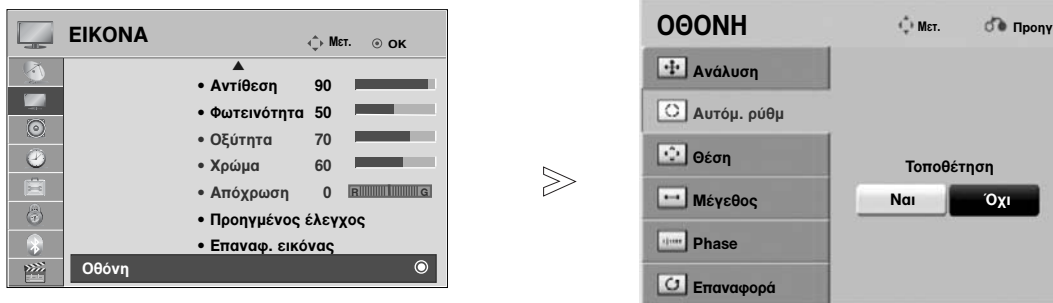 ΕΙΚΟΝΑ
Μετ. OK
• Αντίθεση 90
• Φωτεινότητα 50
• Οξύτητα 70
• Χρώμα 60
• Απόχρωση 0 R G
• Προηγμένος έλεγχος
• Επαναφ. εικόνας
Οθόνη
ΟΘΟΝΗ
Μετ. Προηγ
Ανάλυση
Αυτόμ. ρύθμ
Θέση
Μέγεθος
Phase
Επαναφορά
Τοποθέτηση
Ναι Όχι